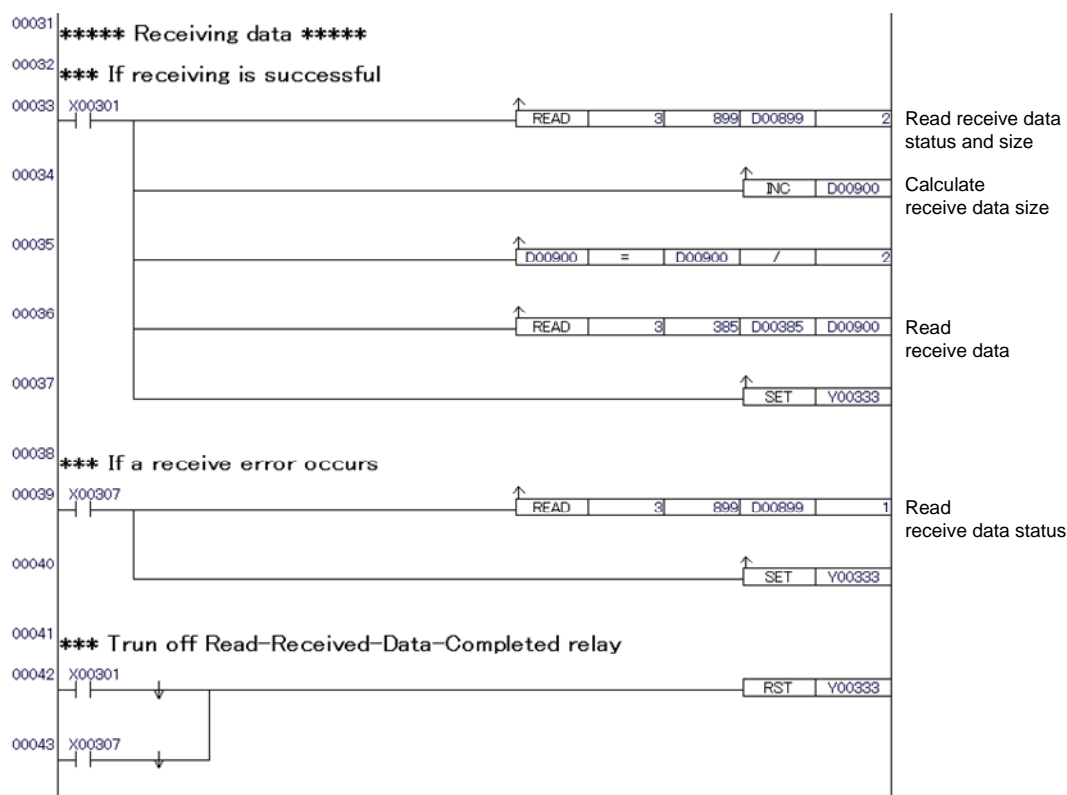 00031 ***** Receiving data *****
00032 *** If receiving is successful
00033 X00301 READ 3 899 D00899 2 Read receive data
status and size
00034 INC D00900 Calculate
receive data size
00035 D00900 = D00900 / 2
00036 READ 3 385 D00385 D00900 Read
receive data
00037 SET Y00333
00038 *** If a receive error occurs
00039 X00307 READ 3 899 D00899 1 Read
receive data status
00040 SET Y00333
00041 *** Trun off Read-Received-Data-Completed relay
00042 X00301 RST Y00333
00043 X00307